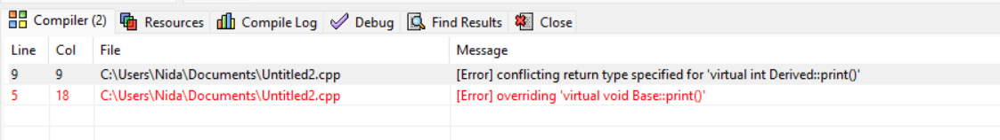 Compiler (2) Resources Compile Log Debug Find Results Close
Line Col File Message
9 9 C:\Users\Nida\Documents\Untitled2.cpp [Error] conflicting return type specified for 'virtual int Derived::print()'
5 18 C:\Users\Nida\Documents\Untitled2.cpp [Error] overriding 'virtual void Base::print()'